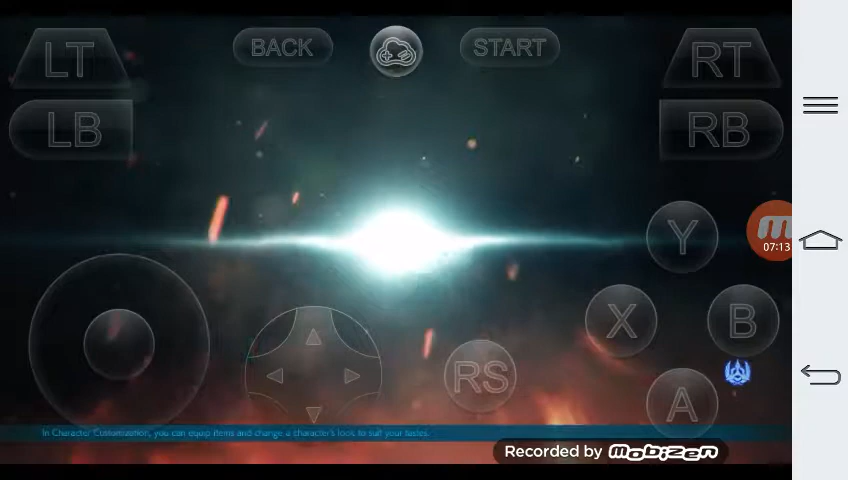 LT
BACK
START
RT
LB
RB
Y
07:13
X
B
RS
A
In Character Customization, you can equip items and change a character's look to suit your tastes.
Recorded by mobizen